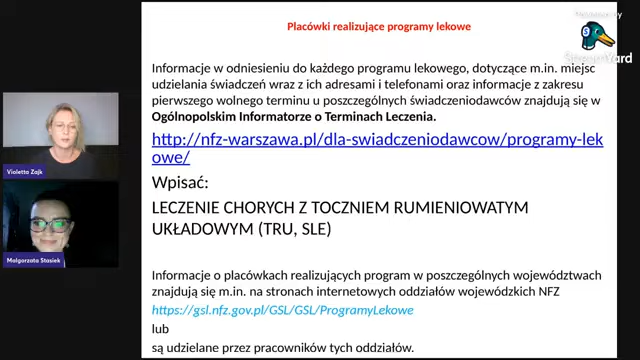 Placówki realizujące programy lekowe
Informacje w odniesieniu do każdego programu lekowego, dotyczące m.in. miejsc
udzielania świadczeń wraz z ich adresami i telefonami oraz informacje z zakresu
pierwszego wolnego terminu u poszczególnych świadczeniodawców znajdują się w
Ogólnopolskim Informatorze o Terminach Leczenia.
http://nfz-warszawa.pl/dla-swiadczeniodawcow/programy-lek
owe/
Wpisać:
LECZENIE CHORYCH Z TOCZNIEM RUMIENIOWATYM
UKŁADOWYM (TRU, SLE)
Informacje o placówkach realizujących program w poszczególnych województwach
znajdują się m.in. na stronach internetowych oddziałów wojewódzkich NFZ
https://gsl.nfz.gov.pl/GSL/GSL/ProgramyLekowe
lub
są udzielane przez pracowników tych oddziałów.
Violetta Zajk
Małgorzata Stasiek
StreamYard